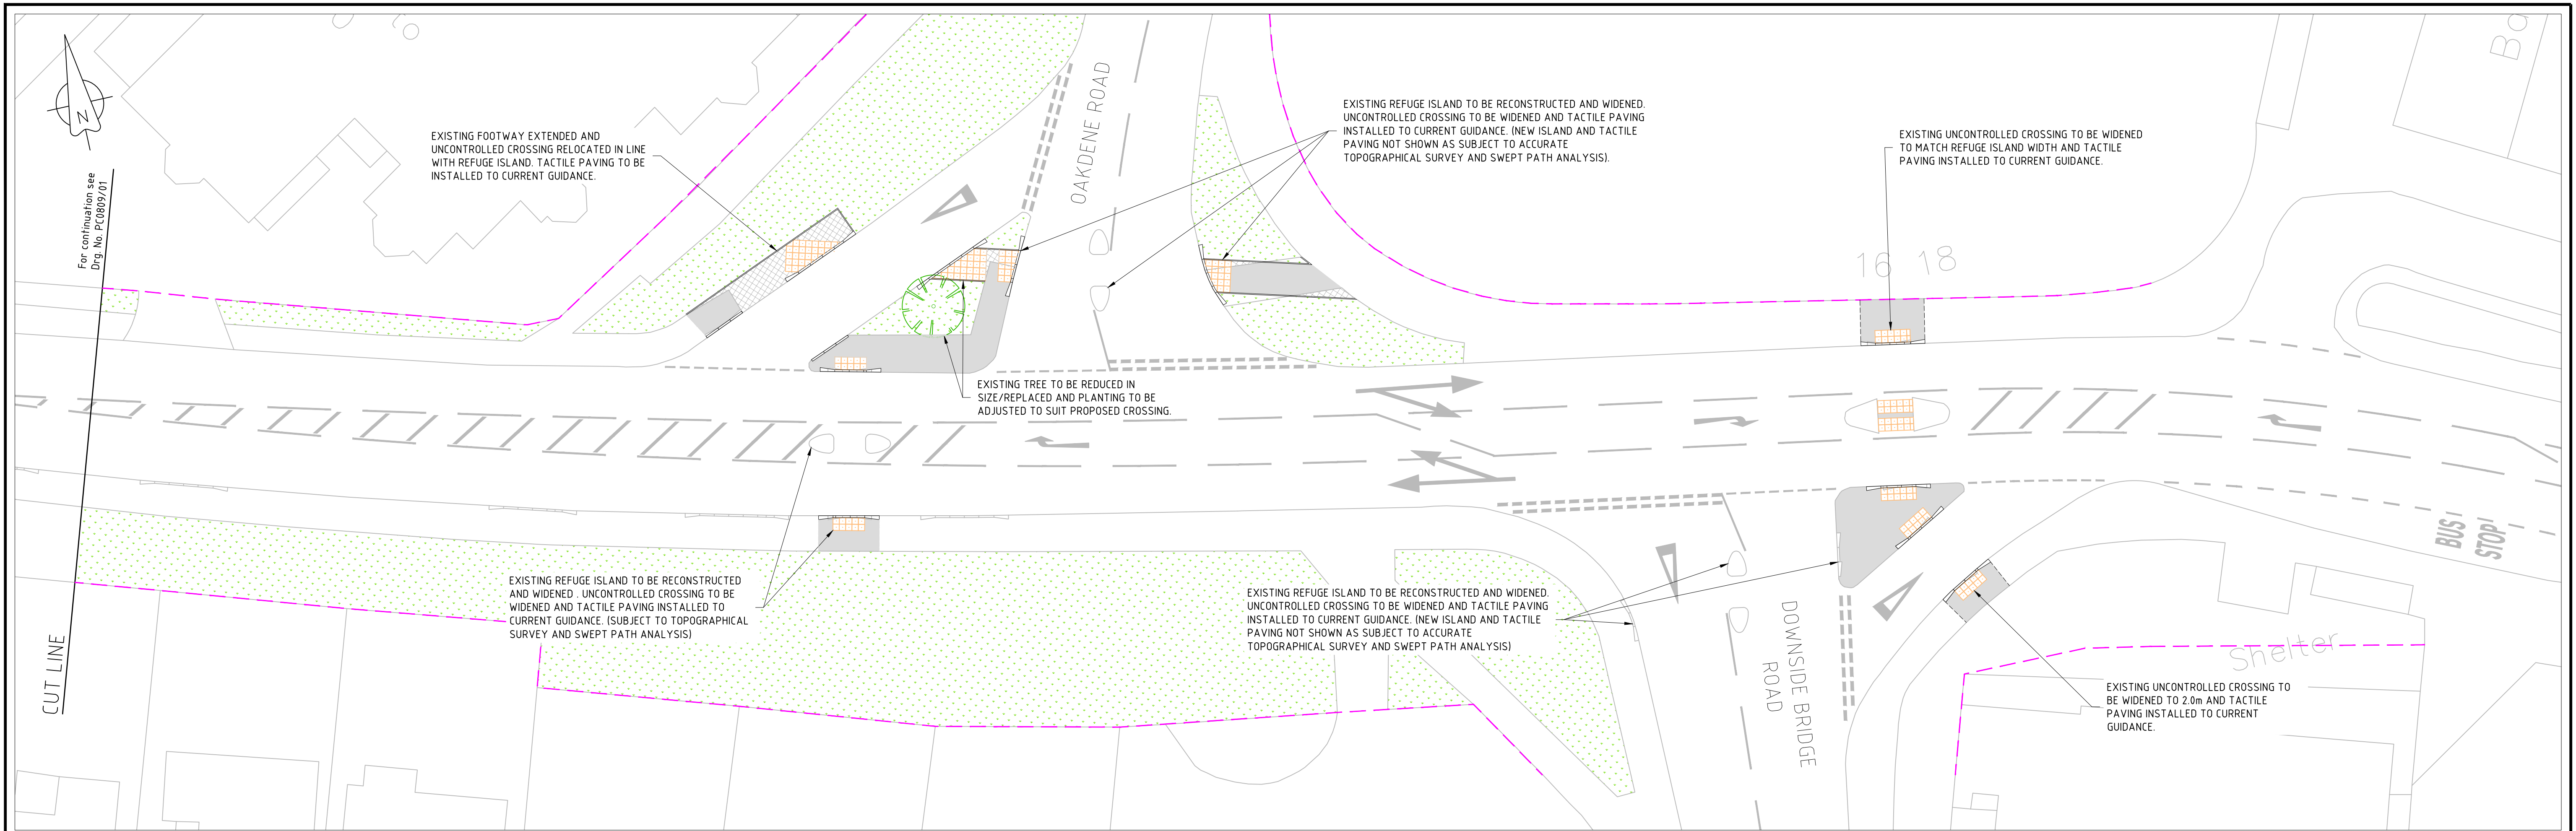 N
For continuation see
Drg. No. PC0809/01
CUT LINE
EXISTING FOOTWAY EXTENDED AND
UNCONTROLLED CROSSING RELOCATED IN LINE
WITH REFUGE ISLAND. TACTILE PAVING TO BE
INSTALLED TO CURRENT GUIDANCE.
OAKDENE ROAD
EXISTING REFUGE ISLAND TO BE RECONSTRUCTED AND WIDENED.
UNCONTROLLED CROSSING TO BE WIDENED AND TACTILE PAVING
INSTALLED TO CURRENT GUIDANCE. (NEW ISLAND AND TACTILE
PAVING NOT SHOWN AS SUBJECT TO ACCURATE
TOPOGRAPHICAL SURVEY AND SWEPT PATH ANALYSIS).
EXISTING UNCONTROLLED CROSSING TO BE WIDENED
TO MATCH REFUGE ISLAND WIDTH AND TACTILE
PAVING INSTALLED TO CURRENT GUIDANCE.
16 18
EXISTING TREE TO BE REDUCED IN
SIZE/REPLACED AND PLANTING TO BE
ADJUSTED TO SUIT PROPOSED CROSSING.
EXISTING REFUGE ISLAND TO BE RECONSTRUCTED
AND WIDENED . UNCONTROLLED CROSSING TO BE
WIDENED AND TACTILE PAVING INSTALLED TO
CURRENT GUIDANCE. (SUBJECT TO TOPOGRAPHICAL
SURVEY AND SWEPT PATH ANALYSIS)
EXISTING REFUGE ISLAND TO BE RECONSTRUCTED AND WIDENED.
UNCONTROLLED CROSSING TO BE WIDENED AND TACTILE PAVING
INSTALLED TO CURRENT GUIDANCE. (NEW ISLAND AND TACTILE
PAVING NOT SHOWN AS SUBJECT TO ACCURATE
TOPOGRAPHICAL SURVEY AND SWEPT PATH ANALYSIS)
DOWNSIDE BRIDGE
ROAD
BUS
STOP
Shelter
EXISTING UNCONTROLLED CROSSING TO
BE WIDENED TO 2.0m AND TACTILE
PAVING INSTALLED TO CURRENT
GUIDANCE.